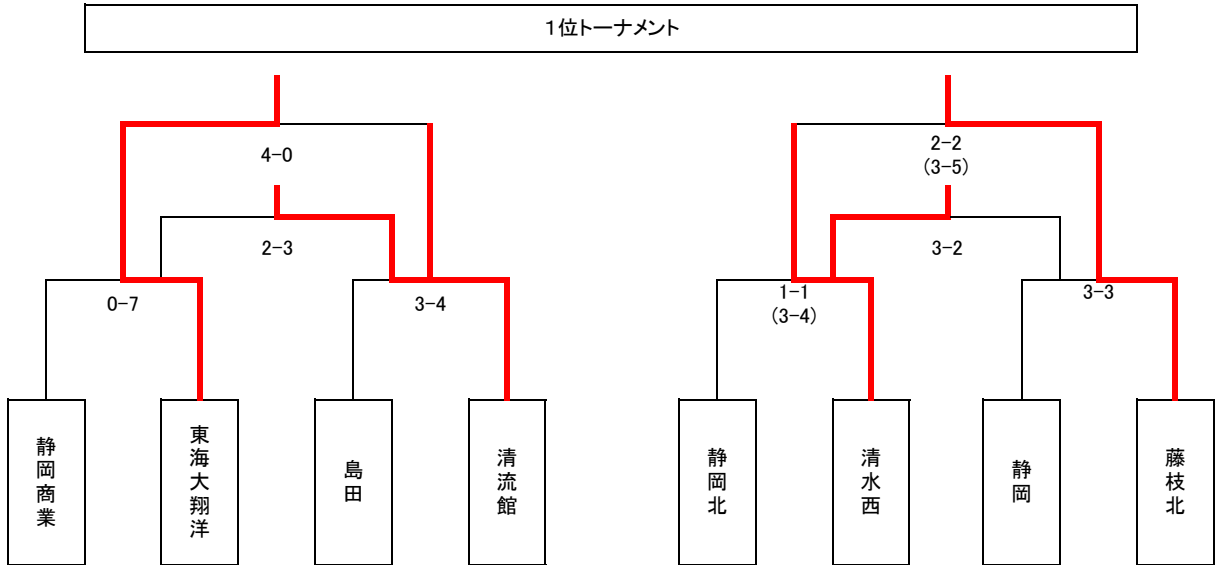 1位トーナメント
4-0
2-2
(3-5)
2-3
3-2
0-7
3-4
1-1
(3-4)
3-3
静岡商業
東海大翔洋
島田
清流館
静岡北
清水西
静岡
藤枝北